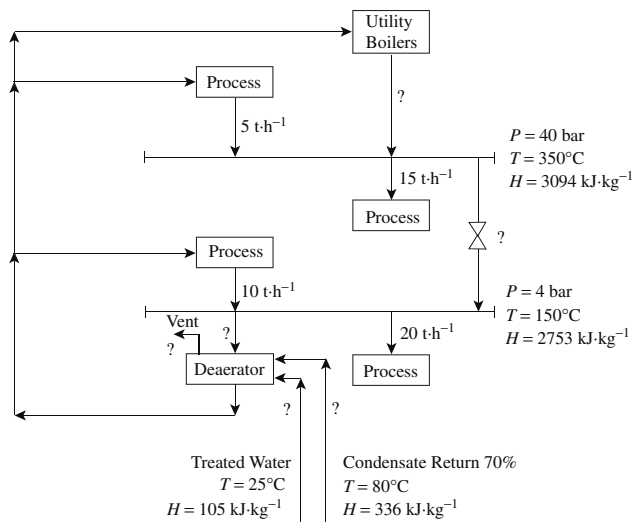 Utility
Boilers
Process
?
5 t·h⁻¹
P = 40 bar
T = 350°C
H = 3094 kJ·kg⁻¹
15 t·h⁻¹
Process
?
Process
10 t·h⁻¹
P = 4 bar
T = 150°C
H = 2753 kJ·kg⁻¹
Vent
?
?
20 t·h⁻¹
Deaerator
Process
?
?
Treated Water
T = 25°C
H = 105 kJ·kg⁻¹
Condensate Return 70%
T = 80°C
H = 336 kJ·kg⁻¹